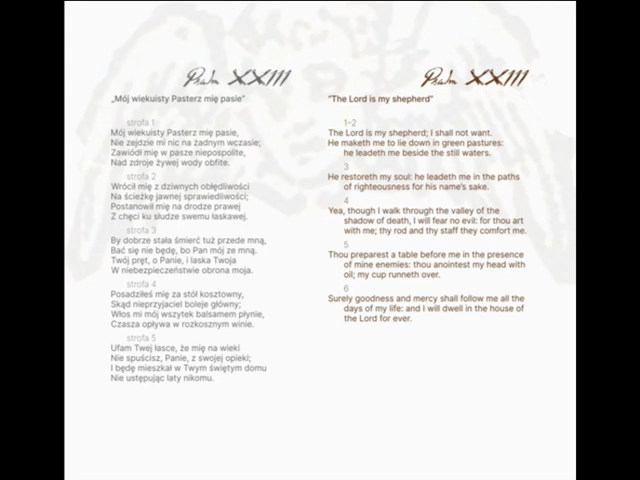 Psalm XXIII
„Mój wiekuisty Pasterz mię pasie”
strofa 1
Mój wiekuisty Pasterz mię pasie,
Nie zejdzie mi nic na żadnym wczasie;
Zawiódł mię w pasze niepospolite,
Nad zdroje żywej wody obfite.
strofa 2
Wrócił mię z dziwnych obłędliwości
Na ścieżkę jawnej sprawiedliwości;
Postanowił mię na drodze prawej
Z chęci ku słudze swemu łaskawej.
strofa 3
By dobrze stała śmierć tuż przede mną,
Bać się nie będę, bo Pan mój ze mną.
Twój pręt, o Panie, i laska Twoja
W niebezpieczeństwie obrona moja.
strofa 4
Posadziłeś mię za stół kosztowny,
Skąd nieprzyjaciel boleje główny;
Włos mi mój wszytek balsamem płynie,
Czasza opływa w rozkosznym winie.
strofa 5
Ufam Twej łasce, że mię na wieki
Nie spuścisz, Panie, z swojej opieki;
I będę mieszkał w Twym świętym domu
Nie ustępując laty nikomu.
Psalm XXIII
“The Lord is my shepherd”
1–2
The Lord is my shepherd; I shall not want.
He maketh me to lie down in green pastures:
he leadeth me beside the still waters.
3
He restoreth my soul: he leadeth me in the paths
of righteousness for his name’s sake.
4
Yea, though I walk through the valley of the
shadow of death, I will fear no evil: for thou art
with me; thy rod and thy staff they comfort me.
5
Thou preparest a table before me in the presence
of mine enemies: thou anointest my head with
oil; my cup runneth over.
6
Surely goodness and mercy shall follow me all the
days of my life: and I will dwell in the house of
the Lord for ever.